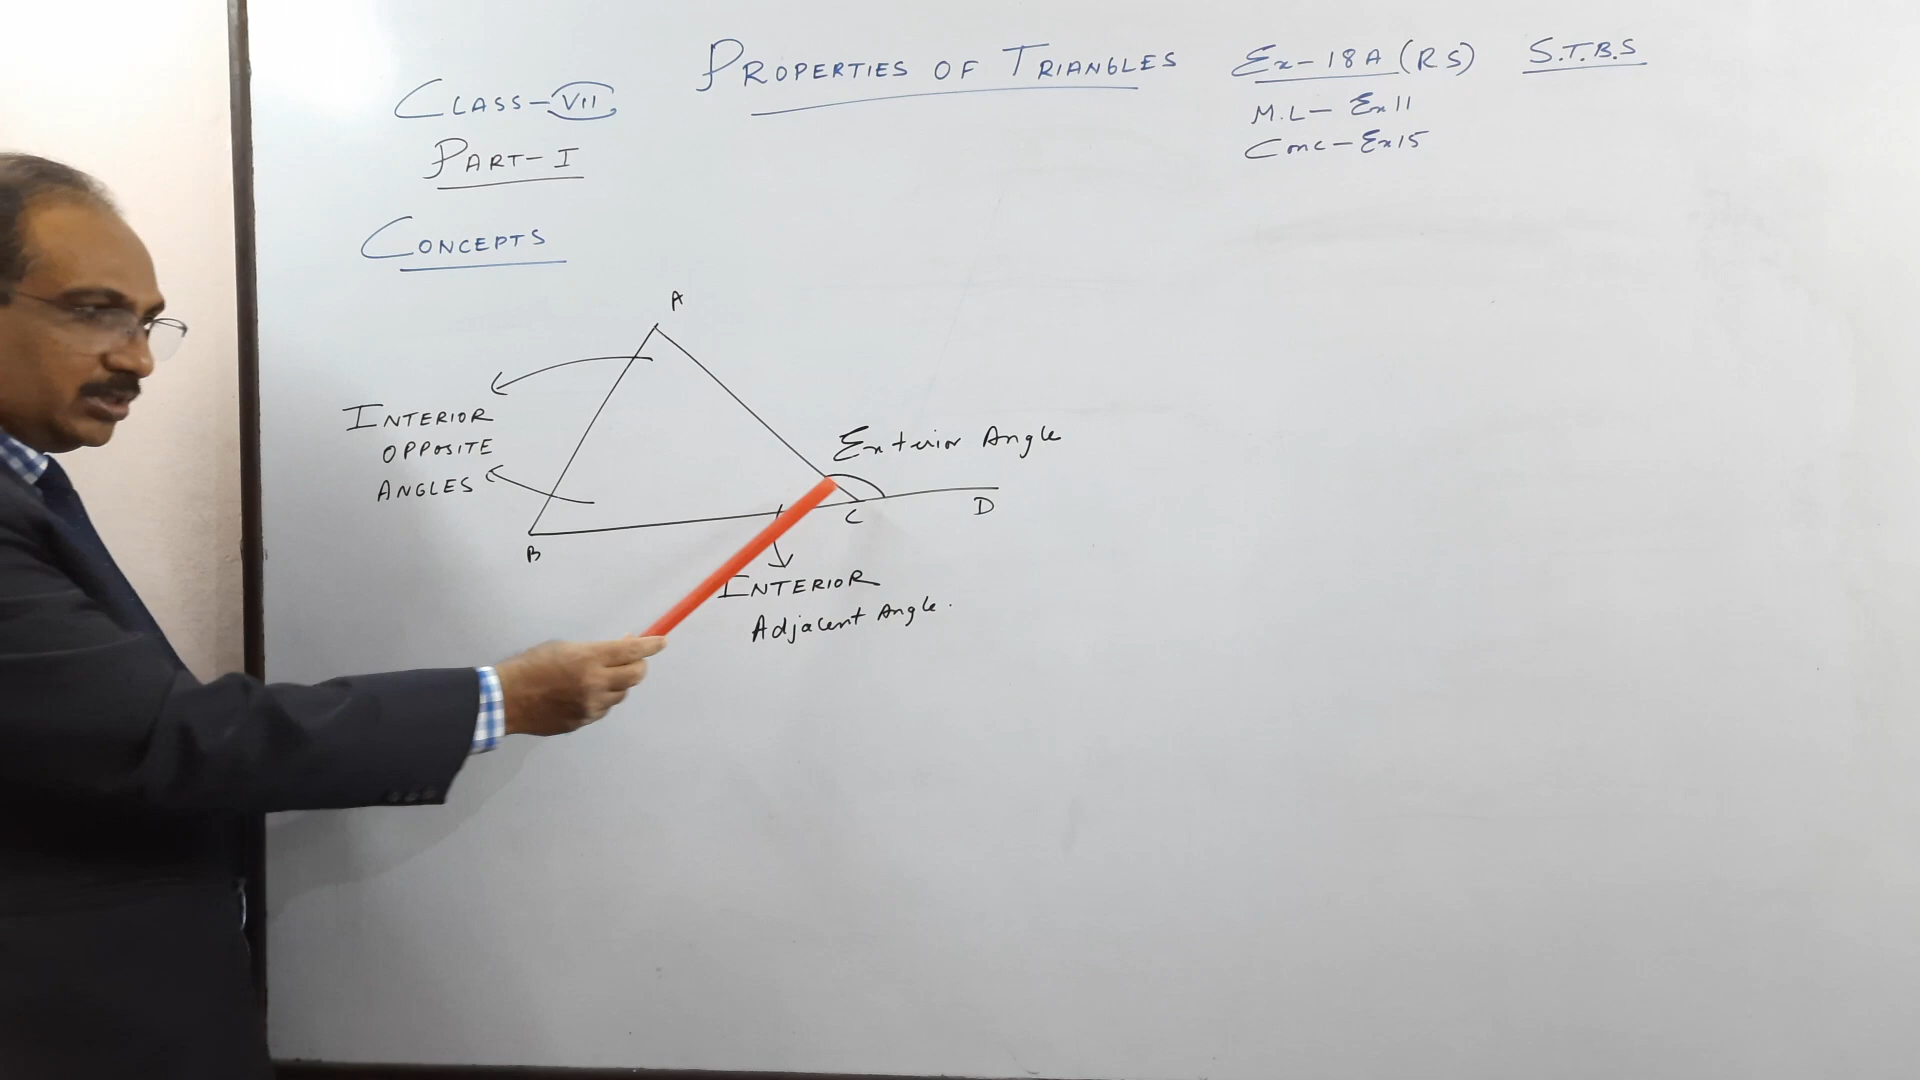 PROPERTIES OF TRIANGLES
Ex-18A (RS)
S.T.B.S
M.L- Ex11
Conc-Ex15
CLASS-VII
PART-I
CONCEPTS
A
INTERIOR
OPPOSITE
ANGLES
Exterior Angle
B
C
D
INTERIOR
Adjacent Angle.